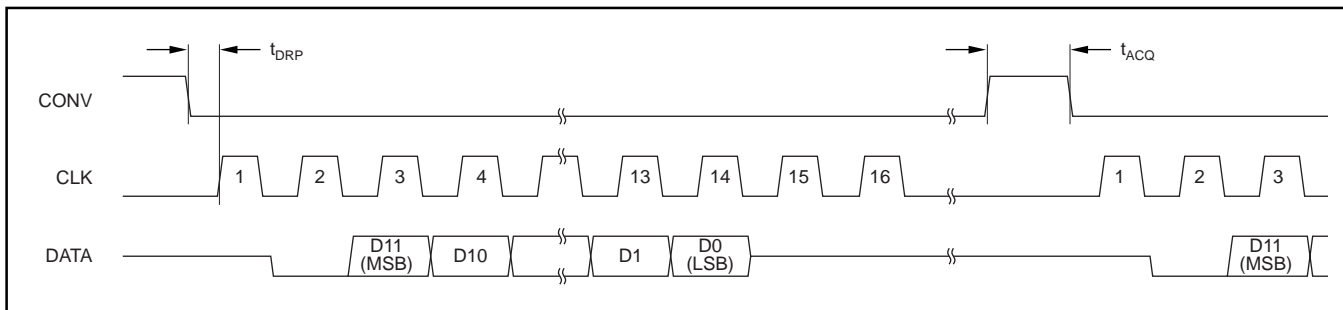 tDRP tACQ
CONV
CLK 1 2 3 4 13 14 15 16 1 2 3
DATA D11 (MSB) D10 D1 D0 (LSB) D11 (MSB)